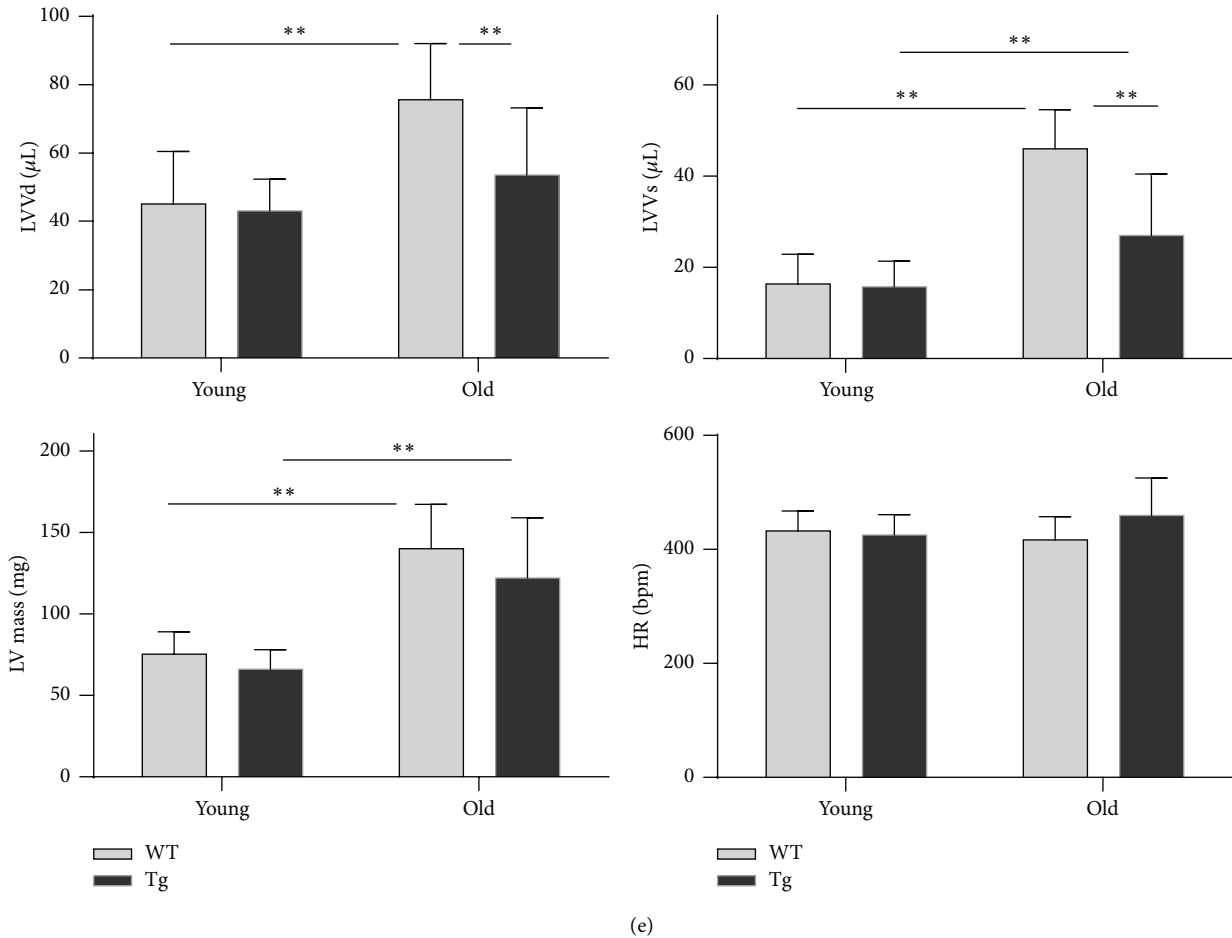 LVVd (μL)
100
80
60
40
20
0
** **
Young Old
LVVs (μL)
60
40
20
0
**
** **
Young Old
LV mass (mg)
200
150
100
50
0
**
**
Young Old
HR (bpm)
600
400
200
0
Young Old
WT
Tg
WT
Tg
(e)